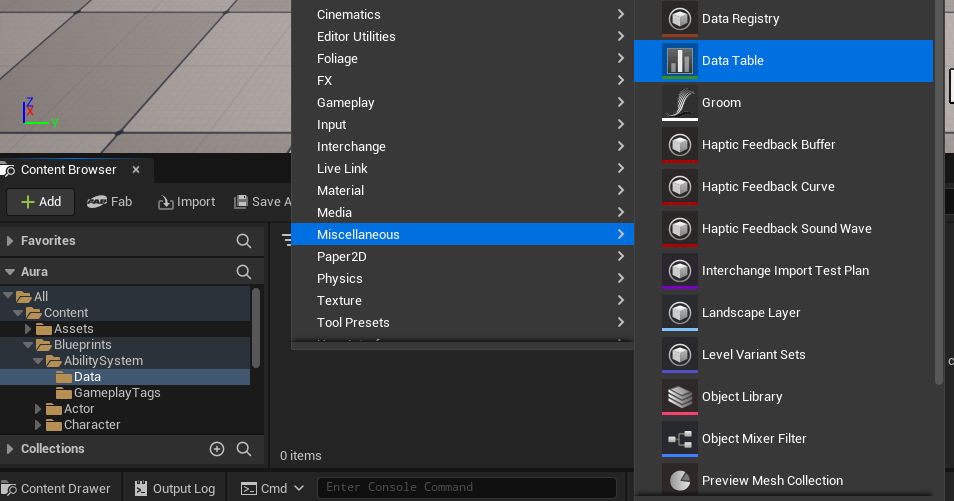 Cinematics
Editor Utilities
Foliage
FX
Gameplay
Input
Interchange
Live Link
Material
Media
Miscellaneous
Paper2D
Physics
Texture
Tool Presets
Data Registry
Data Table
Groom
Haptic Feedback Buffer
Haptic Feedback Curve
Haptic Feedback Sound Wave
Interchange Import Test Plan
Landscape Layer
Level Variant Sets
Object Library
Object Mixer Filter
Preview Mesh Collection
Z
X
Y
Content Browser
Add
Fab
Import
Save A
Favorites
Aura
All
Content
Assets
Blueprints
AbilitySystem
Data
GameplayTags
Actor
Character
Collections
0 items
Content Drawer
Output Log
Cmd
Enter Console Command